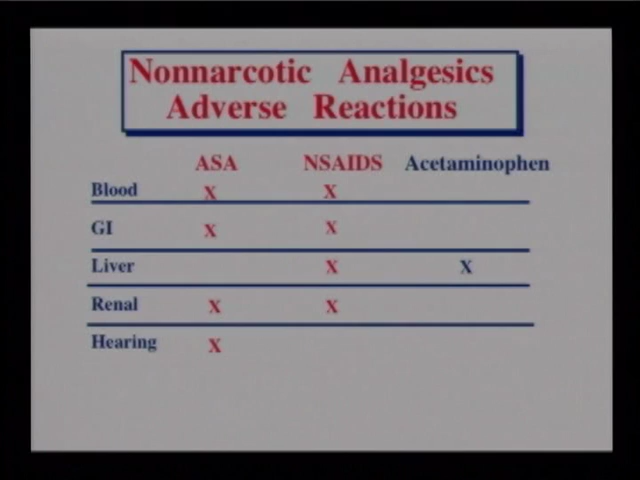 Nonnarcotic Analgesics
Adverse Reactions
ASA NSAIDS Acetaminophen
Blood X X
GI X X
Liver X X
Renal X X
Hearing X